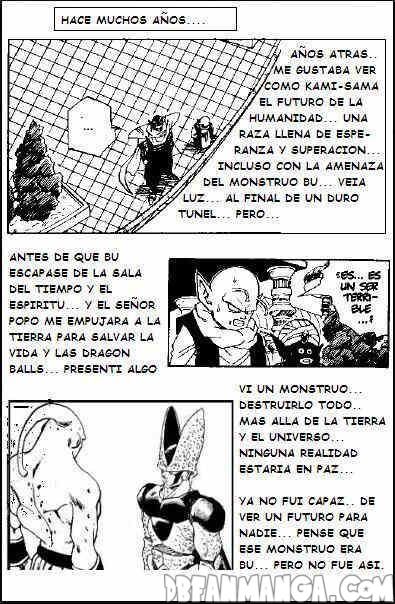 HACE MUCHOS AÑOS....
AÑOS ATRAS..
ME GUSTABA VER
COMO KAMI-SAMA
EL FUTURO DE LA
HUMANIDAD... UNA
RAZA LLENA DE ESPE-
RANZA Y SUPERACION...
INCLUSO CON LA AMENAZA
DEL MONSTRUO BU... VEIA
LUZ... AL FINAL DE UN DURO
TUNEL... PERO...
...
ANTES DE QUE BU
ESCAPASE DE LA SALA
DEL TIEMPO Y EL
ESPIRITU... Y EL SEÑOR
POPO ME EMPUJARA A LA
TIERRA PARA SALVAR LA
VIDA Y LAS DRAGON
BALLS... PRESENTI ALGO
¡ES... ES
UN SER
TERRI-
BLE
...!
VI UN MONSTRUO...
DESTRUIRLO TODO..
MAS ALLA DE LA TIERRA
Y EL UNIVERSO...
NINGUNA REALIDAD
ESTARIA EN PAZ...
YA NO FUI CAPAZ.. DE
VER UN FUTURO PARA
NADIE... PENSE QUE
ESE MONSTRUO ERA
BU... PERO NO FUE ASI.
DBFANMANGA.COM